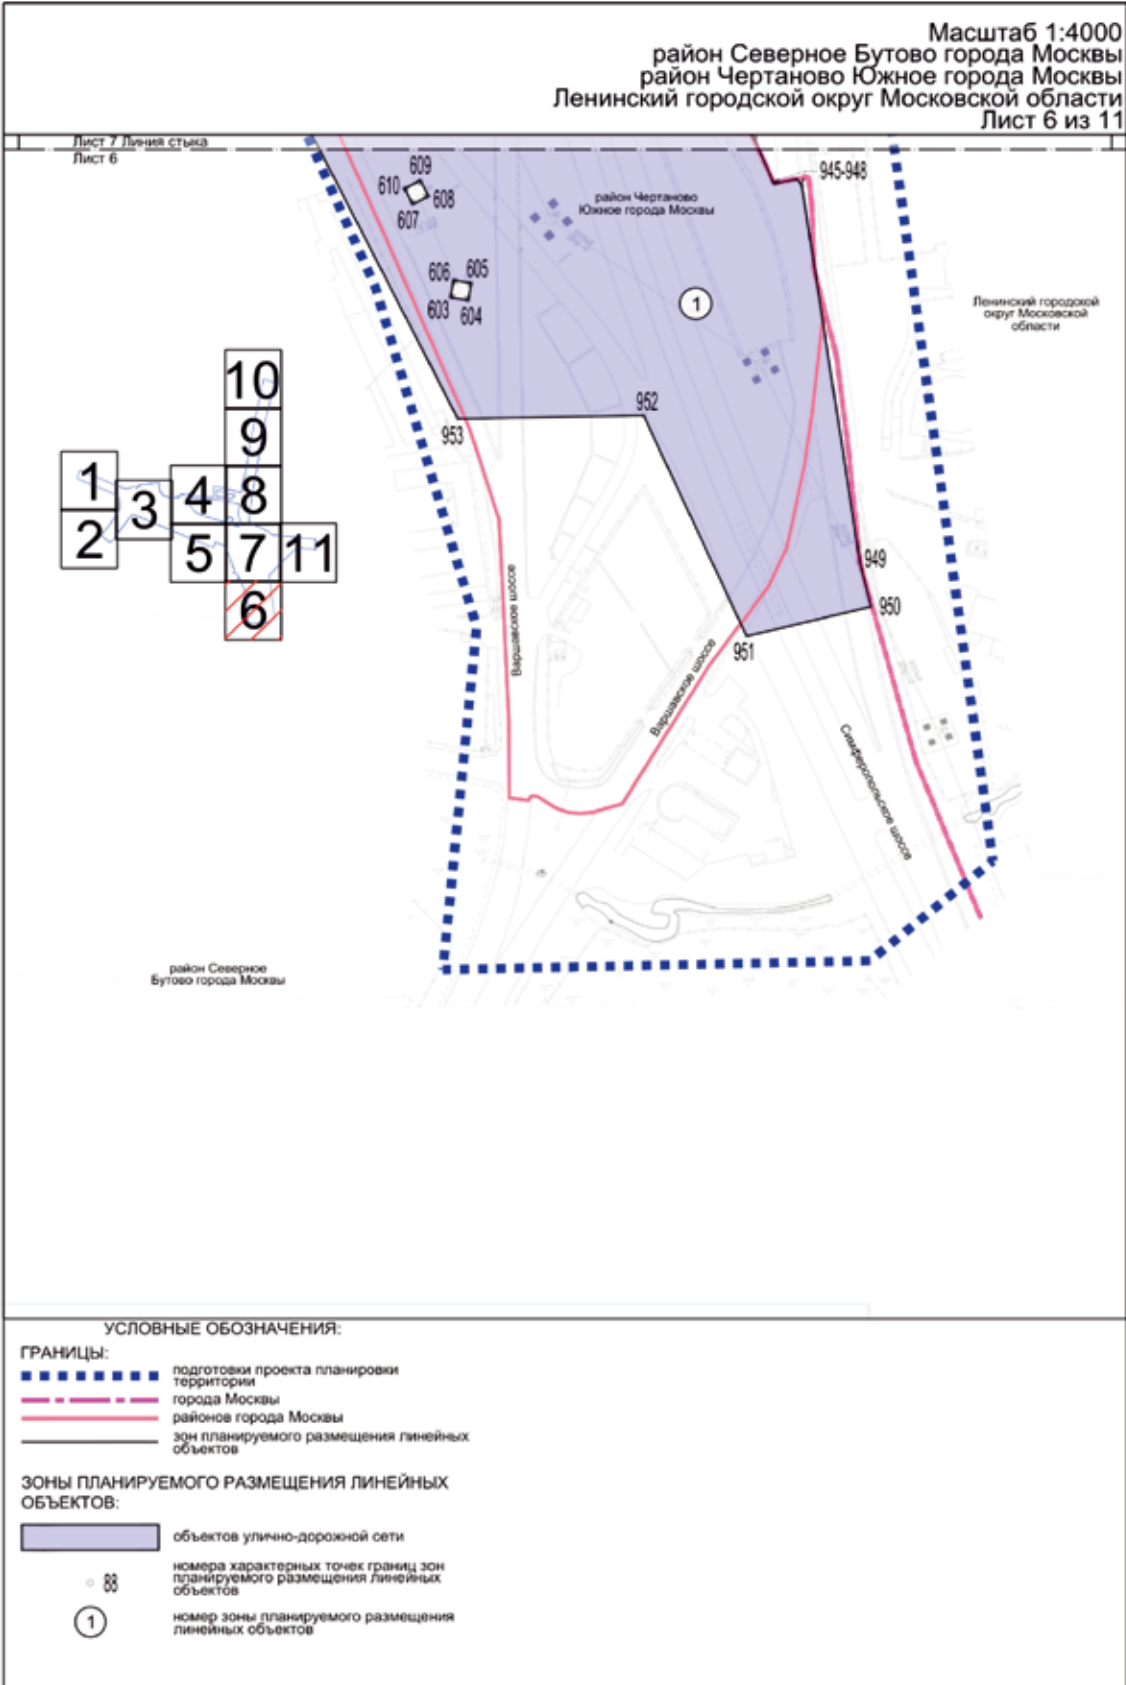 Масштаб 1:4000
район Северное Бутово города Москвы
район Чертаново Южное города Москвы
Ленинский городской округ Московской области
Лист 6 из 11
Лист 7 Линия стыка
Лист 6
609
610
608
607
район Чертаново
Южное города Москвы
945-948
606
605
603
604
1
Ленинский городской
округ Московской
области
952
953
10
9
1
4
8
3
2
5
7
11
6
949
950
951
Варшавское шоссе
Варшавское шоссе
Симферопольское шоссе
район Северное
Бутово города Москвы
УСЛОВНЫЕ ОБОЗНАЧЕНИЯ:
ГРАНИЦЫ:
подготовки проекта планировки
территории
города Москвы
районов города Москвы
зон планируемого размещения линейных
объектов
ЗОНЫ ПЛАНИРУЕМОГО РАЗМЕЩЕНИЯ ЛИНЕЙНЫХ
ОБЪЕКТОВ:
объектов улично-дорожной сети
88
номера характерных точек границ зон
планируемого размещения линейных
объектов
1
номер зоны планируемого размещения
линейных объектов